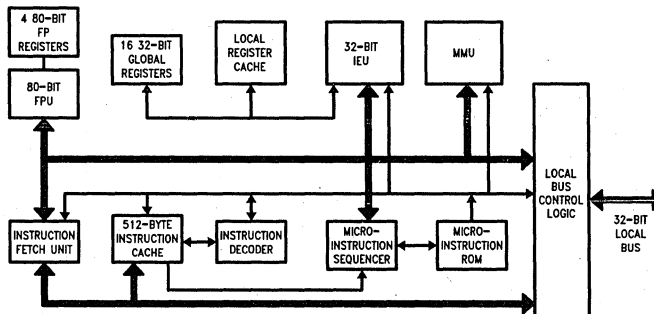 4 80-BIT
FP
REGISTERS
80-BIT
FPU
16 32-BIT
GLOBAL
REGISTERS
LOCAL
REGISTER
CACHE
32-BIT
IEU
MMU
INSTRUCTION
FETCH UNIT
512-BYTE
INSTRUCTION
CACHE
INSTRUCTION
DECODER
MICRO-
INSTRUCTION
SEQUENCER
MICRO-
INSTRUCTION
ROM
LOCAL
BUS
CONTROL
LOGIC
32-BIT
LOCAL
BUS